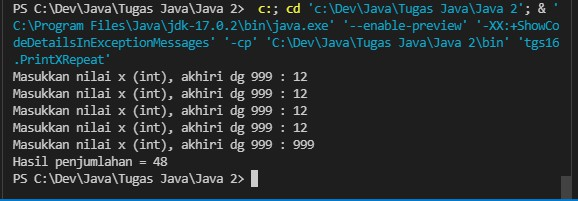 PS C:\Dev\Java\Tugas Java\Java 2>  c:; cd 'c:\Dev\Java\Tugas Java\Java 2'; & '
C:\Program Files\Java\jdk-17.0.2\bin\java.exe' '--enable-preview' '-XX:+ShowCo
deDetailsInExceptionMessages' '-cp' 'C:\Dev\Java\Tugas Java\Java 2\bin' 'tgs16
.PrintXRepeat'
Masukkan nilai x (int), akhiri dg 999 : 12
Masukkan nilai x (int), akhiri dg 999 : 12
Masukkan nilai x (int), akhiri dg 999 : 12
Masukkan nilai x (int), akhiri dg 999 : 12
Masukkan nilai x (int), akhiri dg 999 : 999
Hasil penjumlahan = 48
PS C:\Dev\Java\Tugas Java\Java 2>